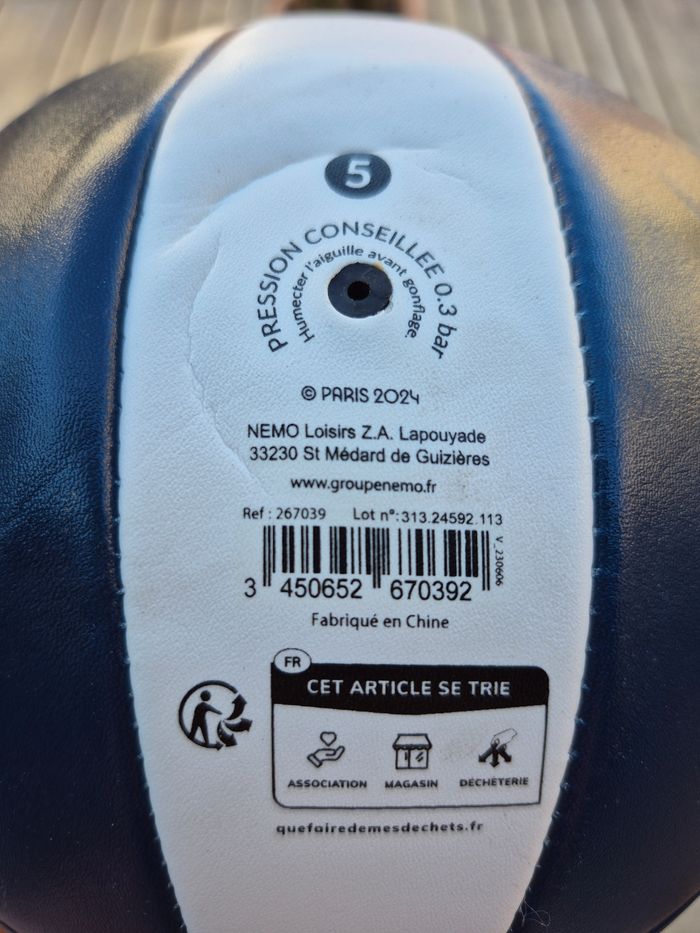 5
PRESSION CONSEILLEE 0.3 bar
Humecter l'aiguille avant gonflage.
© PARIS 2024
NEMO Loisirs Z.A. Lapouyade
33230 St Médard de Guizières
www.groupenemo.fr
Ref : 267039 Lot n°: 313.24592.113
V_230606
3 450652 670392
Fabriqué en Chine
FR
CET ARTICLE SE TRIE
ASSOCIATION MAGASIN DÉCHÈTERIE
quefairedemesdechets.fr